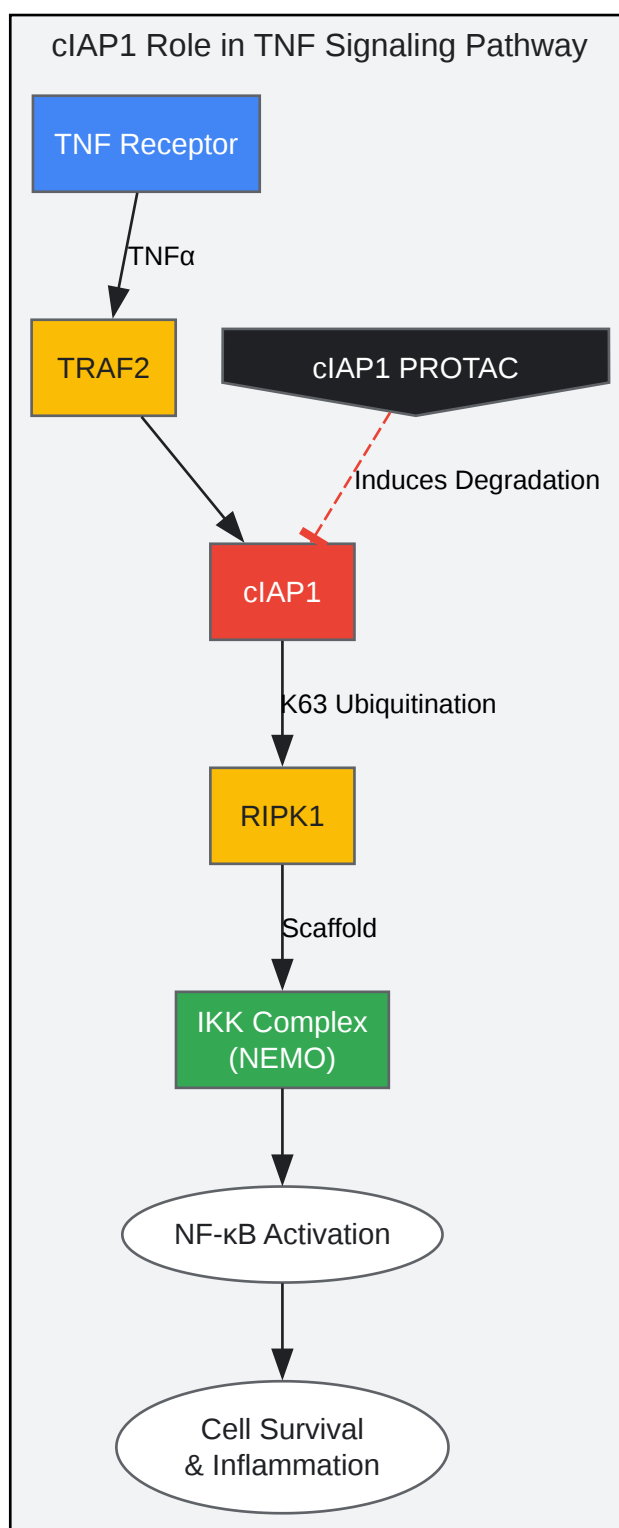 cIAP1 Role in TNF Signaling Pathway
TNF Receptor
TNFα
TRAF2
cIAP1 PROTAC
Induces Degradation
cIAP1
K63 Ubiquitination
RIPK1
Scaffold
IKK Complex
(NEMO)
NF-κB Activation
Cell Survival
& Inflammation